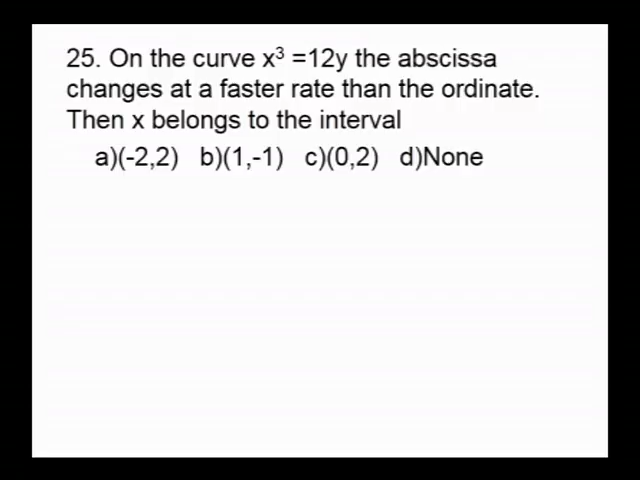 25. On the curve x³ =12y the abscissa
changes at a faster rate than the ordinate.
Then x belongs to the interval
a)(-2,2) b)(1,-1) c)(0,2) d)None